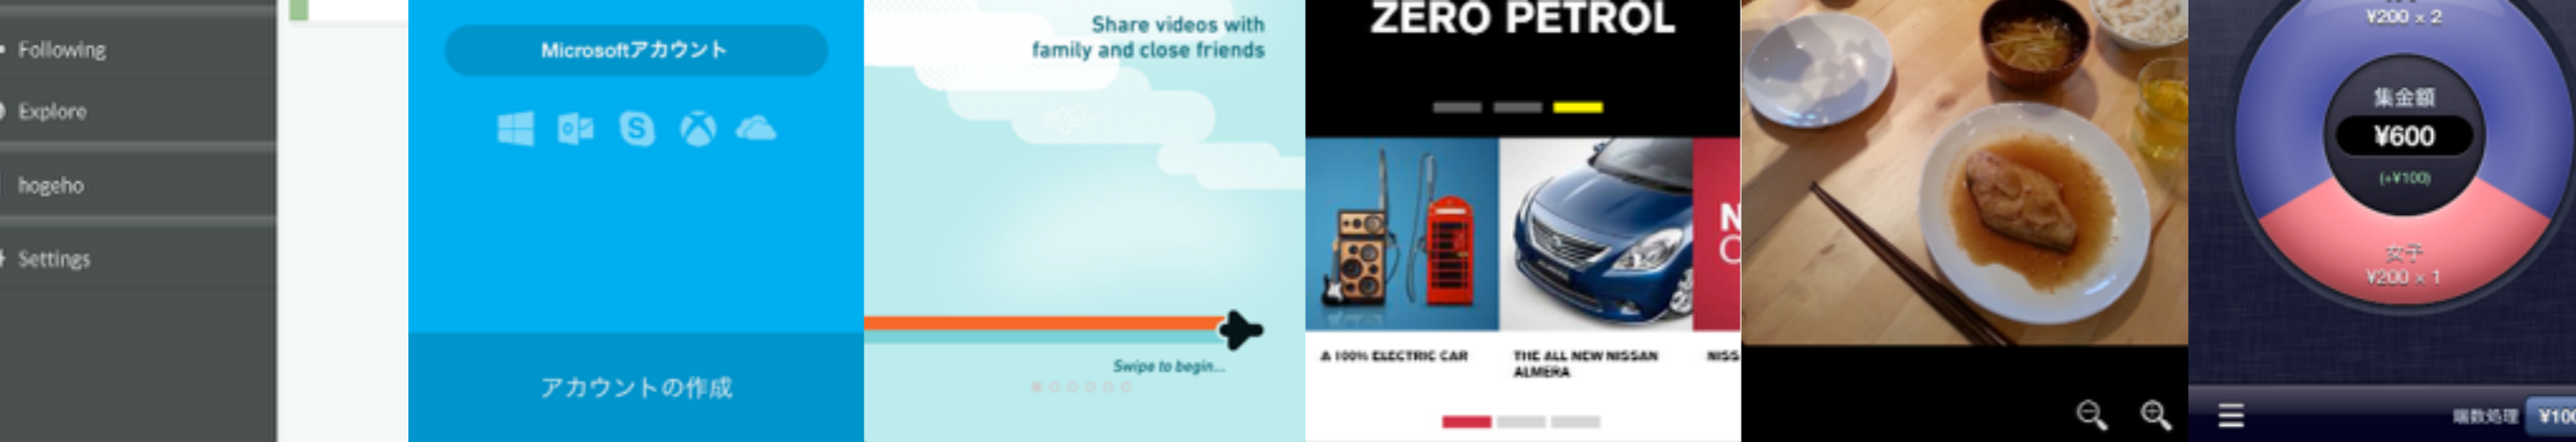 Following
Explore
hogeho
Settings
Microsoftアカウント
アカウントの作成
Share videos with
family and close friends
Swipe to begin...
ZERO PETROL
A 100% ELECTRIC CAR
THE ALL NEW NISSAN
ALMERA
NISS
¥200 x 2
集金額
¥600
(+¥100)
女子
¥200 x 1
端数処理